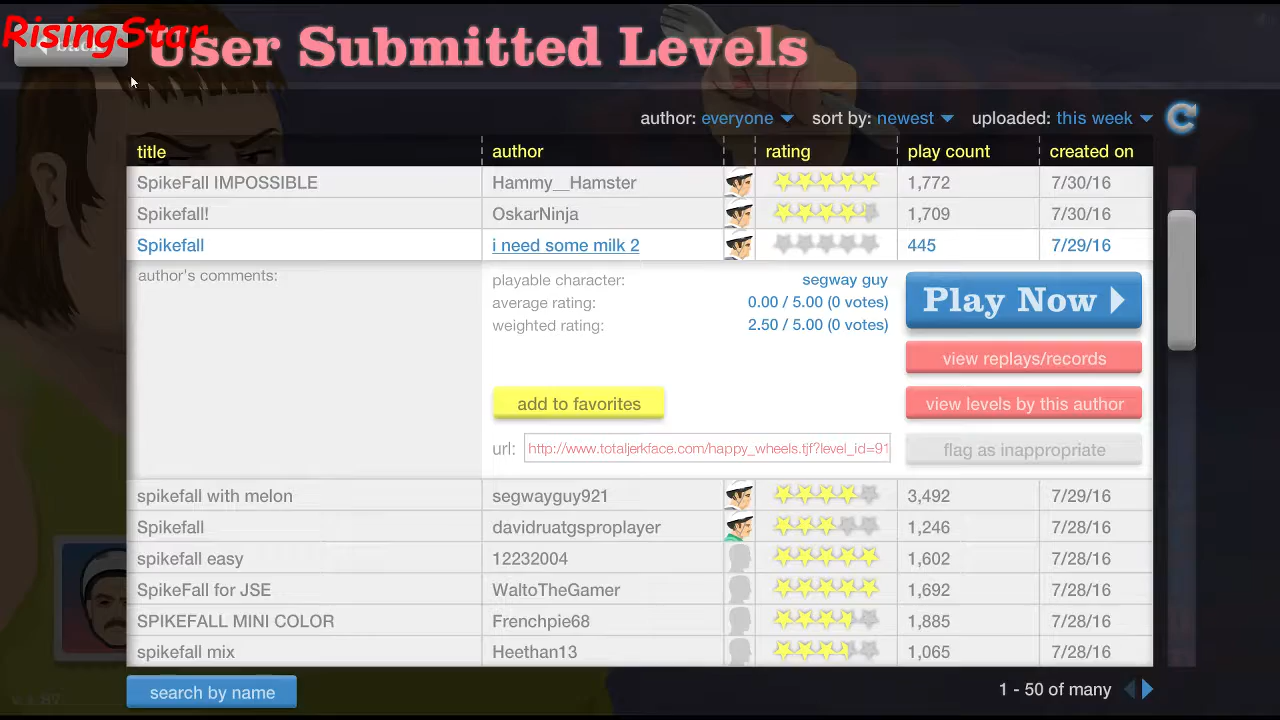 RisingStar
back
User Submitted Levels
author: everyone sort by: newest uploaded: this week
title author rating play count created on
SpikeFall IMPOSSIBLE Hammy__Hamster 1,772 7/30/16
Spikefall! OskarNinja 1,709 7/30/16
Spikefall i need some milk 2 445 7/29/16
author's comments: playable character: segway guy Play Now
average rating: 0.00 / 5.00 (0 votes)
weighted rating: 2.50 / 5.00 (0 votes)
view replays/records
add to favorites view levels by this author
url: http://www.totaljerkface.com/happy_wheels.tjf?level_id=91 flag as inappropriate
spikefall with melon segwayguy921 3,492 7/29/16
Spikefall davidruatgsproplayer 1,246 7/28/16
spikefall easy 12232004 1,602 7/28/16
SpikeFall for JSE WaltoTheGamer 1,692 7/28/16
SPIKEFALL MINI COLOR Frenchpie68 1,885 7/28/16
spikefall mix Heethan13 1,065 7/28/16
search by name 1 - 50 of many
v 1.87